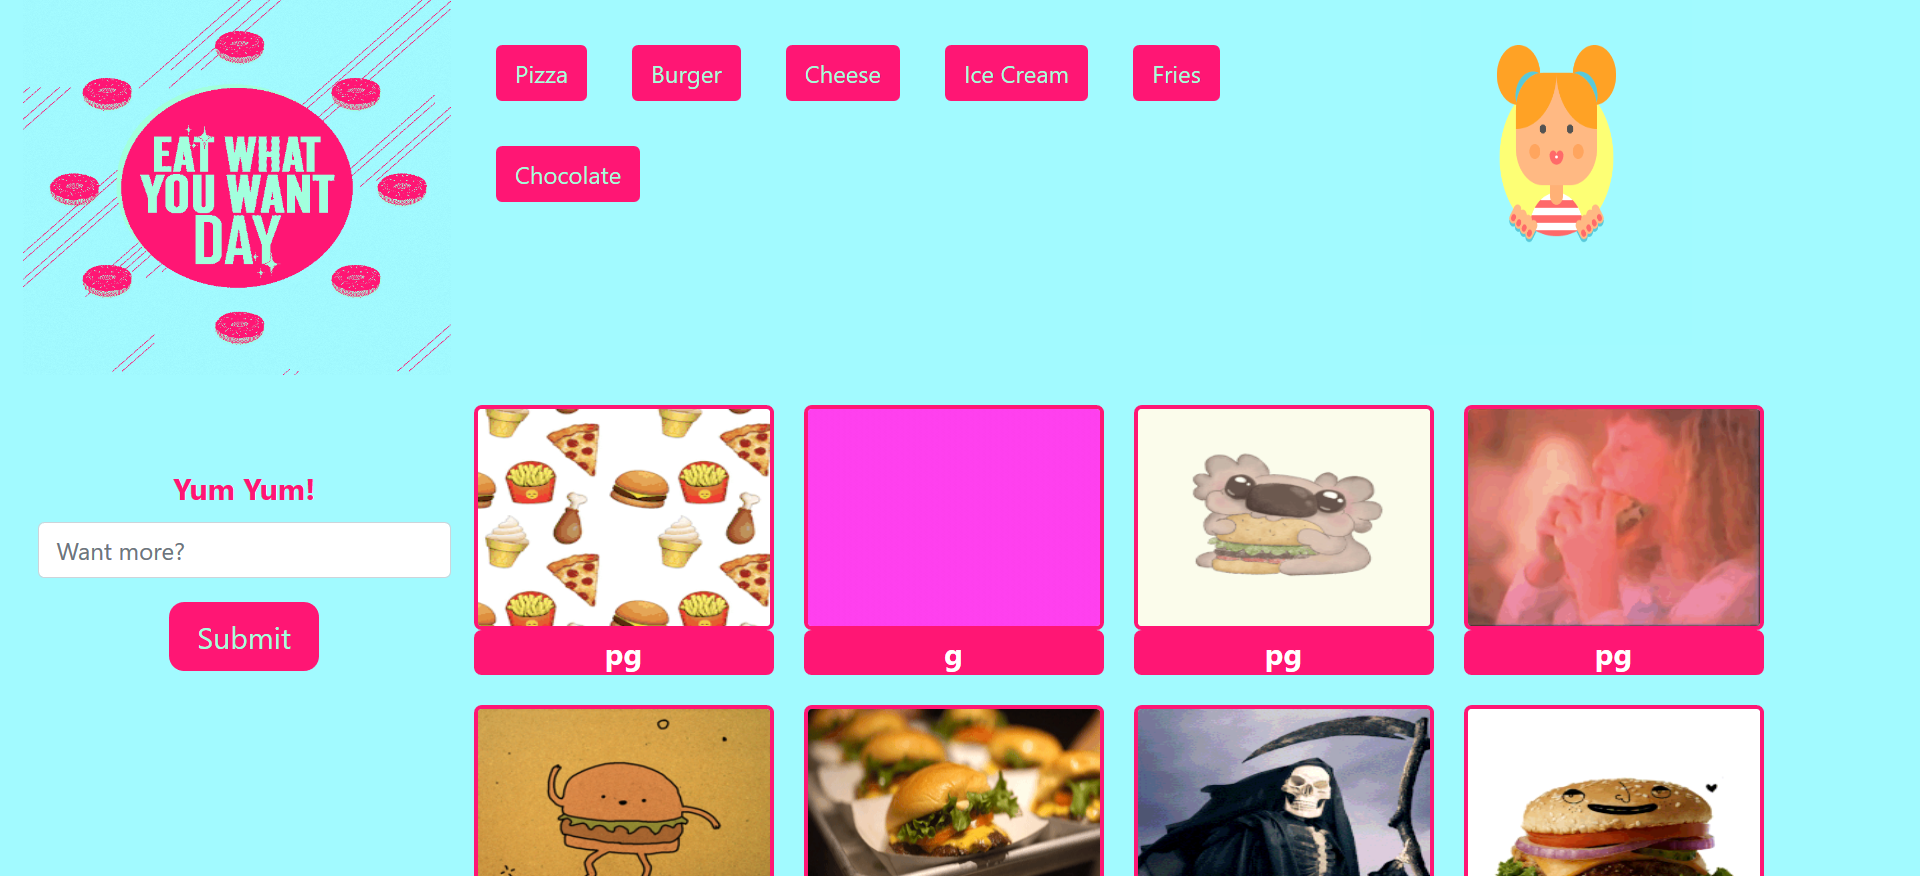 EAT WHAT
YOU WANT
DAY
Pizza
Burger
Cheese
Ice Cream
Fries
Chocolate
Yum Yum!
Want more?
Submit
pg
g
pg
pg